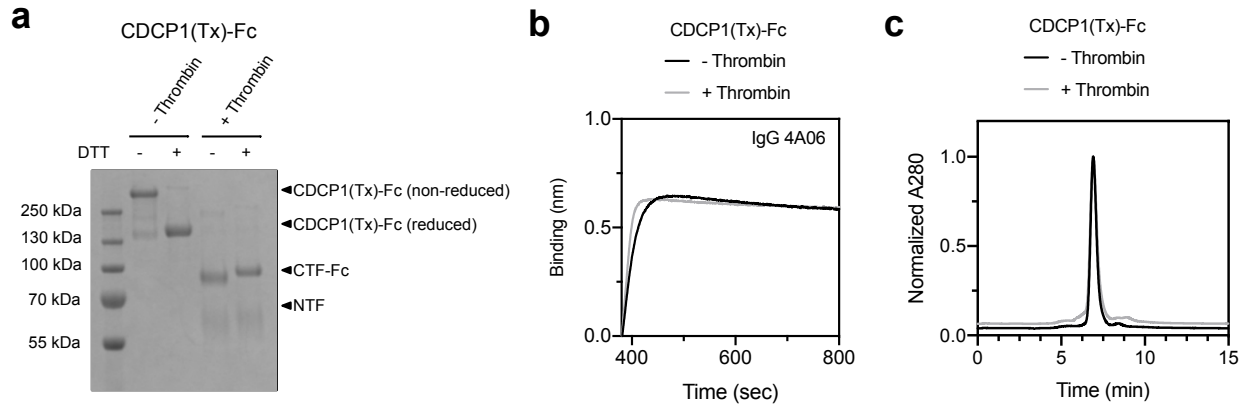 a
CDCP1(Tx)-Fc
- Thrombin
+ Thrombin
DTT - + - +
250 kDa
130 kDa
100 kDa
70 kDa
55 kDa
CDCP1(Tx)-Fc (non-reduced)
CDCP1(Tx)-Fc (reduced)
CTF-Fc
NTF
b
CDCP1(Tx)-Fc
- Thrombin
+ Thrombin
IgG 4A06
Binding (nm)
1.0
0.5
0.0
400 600 800
Time (sec)
c
CDCP1(Tx)-Fc
- Thrombin
+ Thrombin
Normalized A280
1.0
0.5
0.0
0 5 10 15
Time (min)